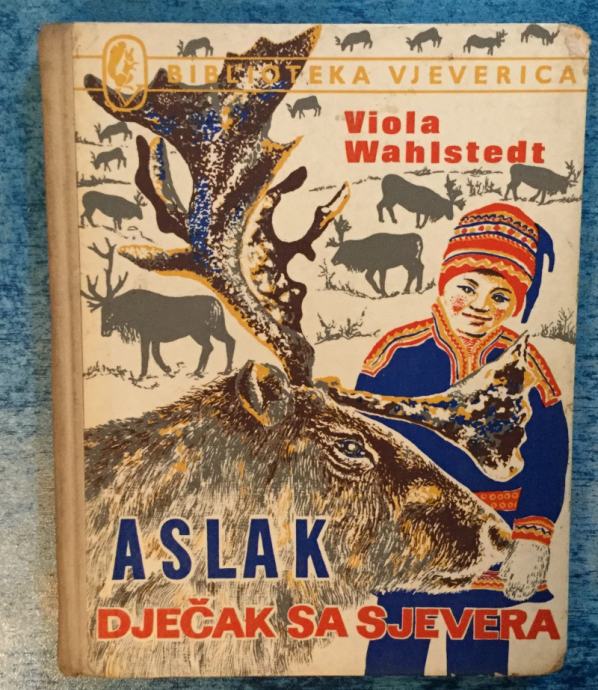 BIBLIOTEKA VJEVERICA
Viola
Wahlstedt
ASLAK
DJEČAK SA SJEVERA